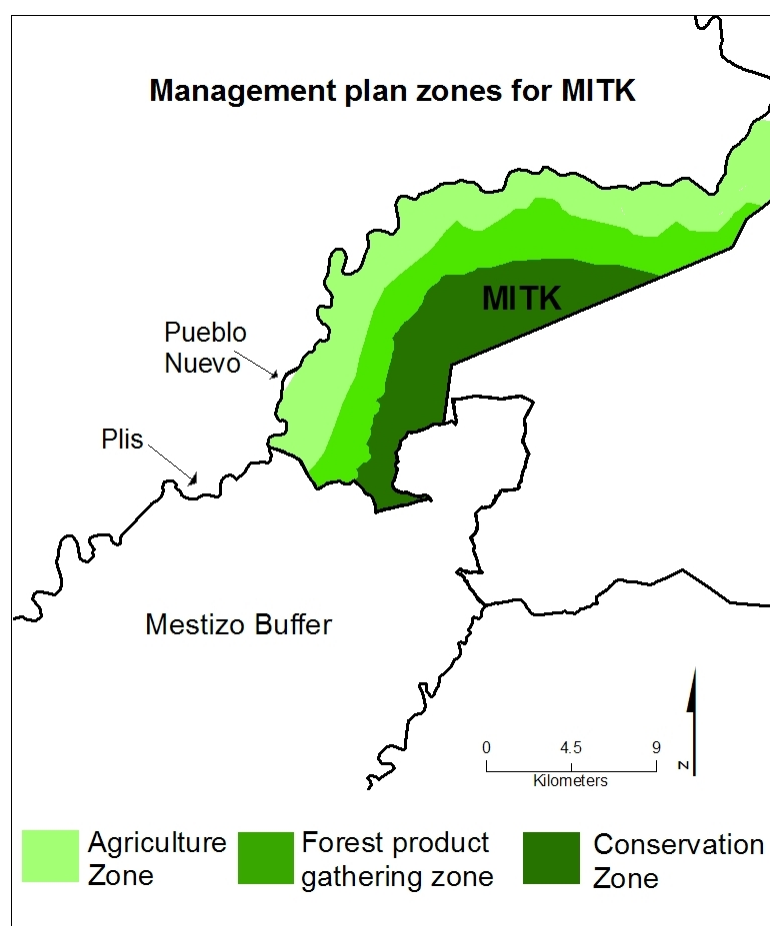 Management plan zones for MITK
MITK
Pueblo
Nuevo
Plis
Mestizo Buffer
0 4.5 9
Kilometers
N
Agriculture
Zone
Forest product
gathering zone
Conservation
Zone